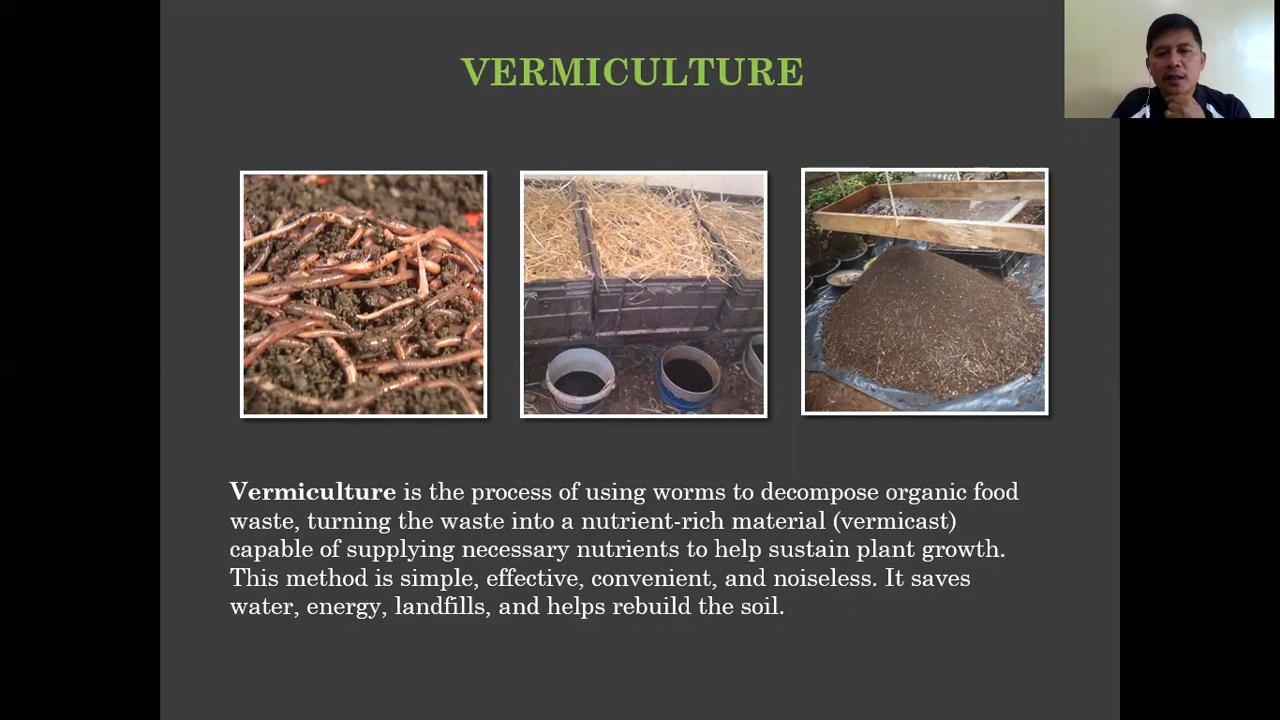 VERMICULTURE
Vermiculture is the process of using worms to decompose organic food
waste, turning the waste into a nutrient-rich material (vermicast)
capable of supplying necessary nutrients to help sustain plant growth.
This method is simple, effective, convenient, and noiseless. It saves
water, energy, landfills, and helps rebuild the soil.